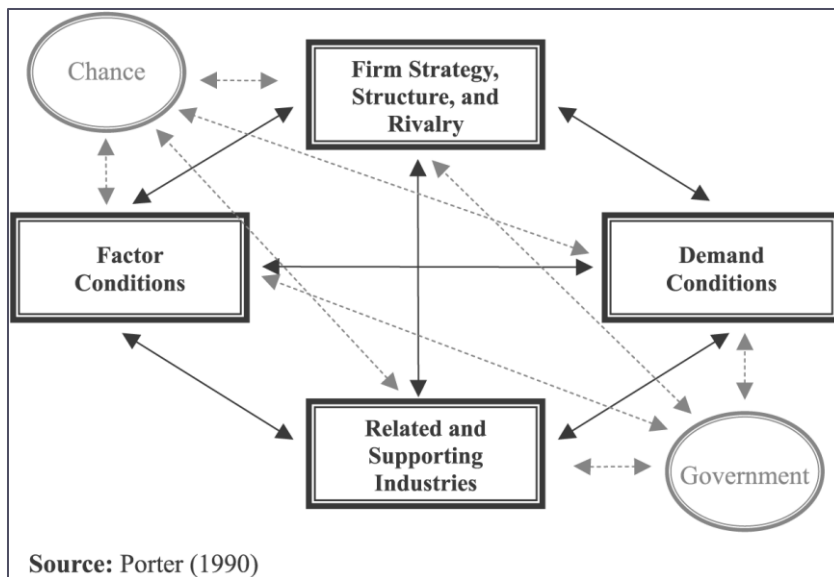 Chance
Firm Strategy,
Structure, and
Rivalry
Factor
Conditions
Demand
Conditions
Related and
Supporting
Industries
Government
Source: Porter (1990)